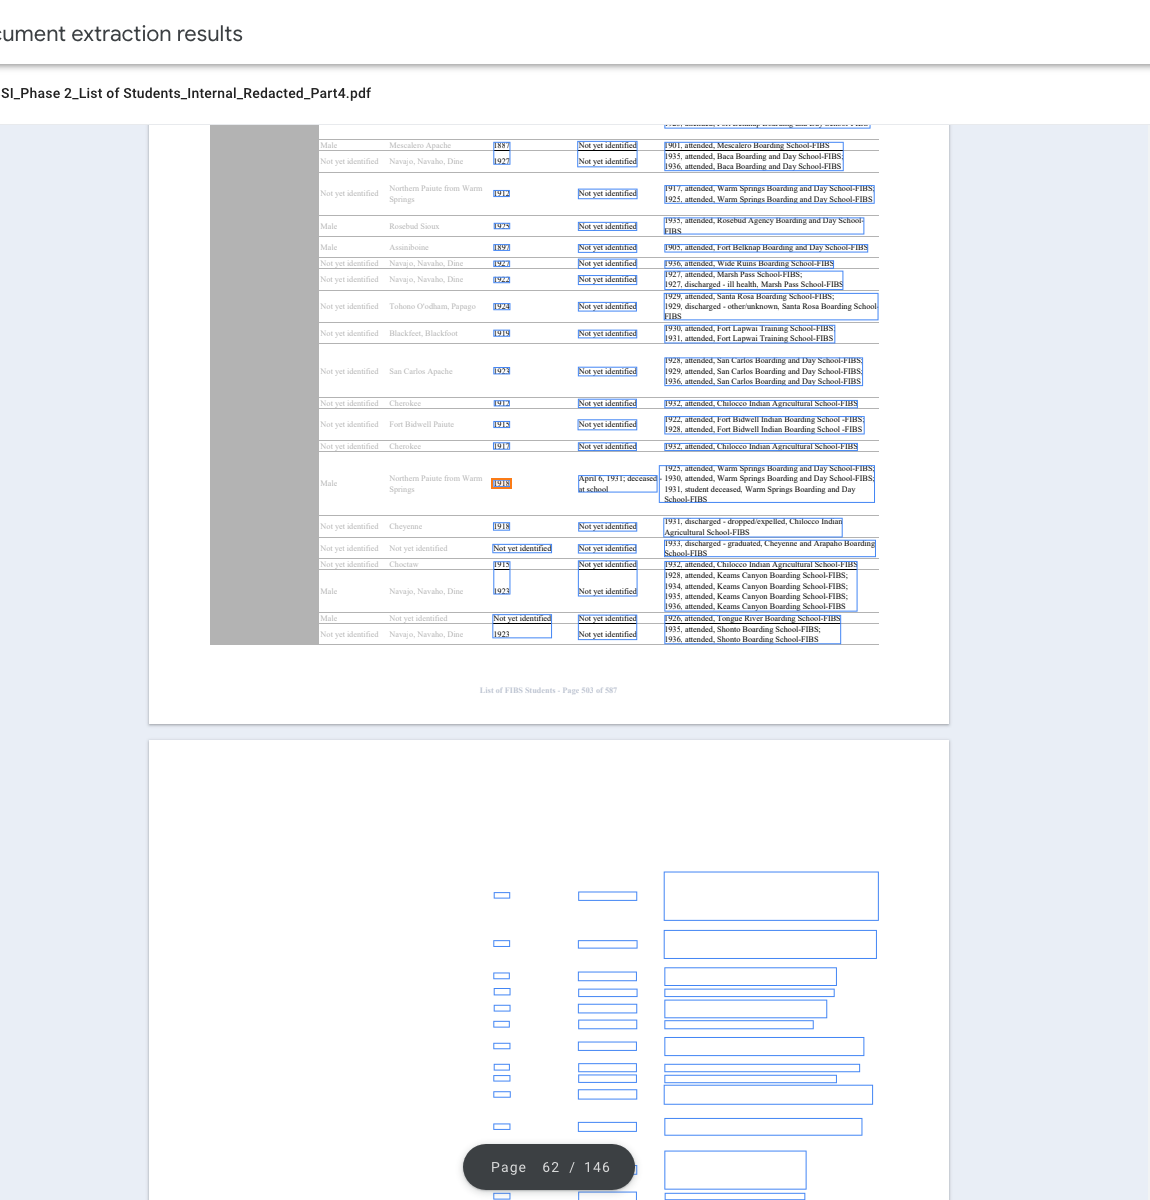 cument extraction results
SI_Phase 2_List of Students_Internal_Redacted_Part4.pdf
Male Mescalero Apache 1887 Not yet identified 1901, attended, Mescalero Boarding School-FIBS
Not yet identified Navajo, Navaho, Dine 1927 Not yet identified 1935, attended, Baca Boarding and Day School-FIBS;
1936, attended, Baca Boarding and Day School-FIBS
Not yet identified Northern Paiute from Warm 1912 Not yet identified 1917, attended, Warm Springs Boarding and Day School-FIBS;
Springs 1925, attended, Warm Springs Boarding and Day School-FIBS
Male Rosebud Sioux 1925 Not yet identified 1935, attended, Rosebud Agency Boarding and Day School-
FIBS
Male Assiniboine 1897 Not yet identified 1905, attended, Fort Belknap Boarding and Day School-FIBS
Not yet identified Navajo, Navaho, Dine 1927 Not yet identified 1936, attended, Wide Ruins Boarding School-FIBS
Not yet identified Navajo, Navaho, Dine 1922 Not yet identified 1927, attended, Marsh Pass School-FIBS;
1927, discharged - ill health, Marsh Pass School-FIBS
Not yet identified Tohono O'odham, Papago 1924 Not yet identified 1929, attended, Santa Rosa Boarding School-FIBS;
1929, discharged - other/unknown, Santa Rosa Boarding School-
FIBS
Not yet identified Blackfeet, Blackfoot 1919 Not yet identified 1930, attended, Fort Lapwai Training School-FIBS;
1931, attended, Fort Lapwai Training School-FIBS
Not yet identified San Carlos Apache 1923 Not yet identified 1928, attended, San Carlos Boarding and Day School-FIBS;
1929, attended, San Carlos Boarding and Day School-FIBS;
1936, attended, San Carlos Boarding and Day School-FIBS
Not yet identified Cherokee 1912 Not yet identified 1932, attended, Chilocco Indian Agricultural School-FIBS
Not yet identified Fort Bidwell Paiute 1915 Not yet identified 1922, attended, Fort Bidwell Indian Boarding School -FIBS;
1928, attended, Fort Bidwell Indian Boarding School -FIBS
Not yet identified Cherokee 1917 Not yet identified 1932, attended, Chilocco Indian Agricultural School-FIBS
Male Northern Paiute from Warm Springs 1918 April 6, 1931; deceased - at school 1925, attended, Warm Springs Boarding and Day School-FIBS;
1930, attended, Warm Springs Boarding and Day School-FIBS;
1931, student deceased, Warm Springs Boarding and Day
School-FIBS
Not yet identified Cheyenne 1918 Not yet identified 1931, discharged - dropped/expelled, Chilocco Indian
Agricultural School-FIBS
Not yet identified Not yet identified Not yet identified Not yet identified 1933, discharged - graduated, Cheyenne and Arapaho Boarding
School-FIBS
Not yet identified Choctaw 1915 Not yet identified 1932, attended, Chilocco Indian Agricultural School-FIBS
Male Navajo, Navaho, Dine 1923 Not yet identified 1928, attended, Keams Canyon Boarding School-FIBS;
1934, attended, Keams Canyon Boarding School-FIBS;
1935, attended, Keams Canyon Boarding School-FIBS;
1936, attended, Keams Canyon Boarding School-FIBS
Male Not yet identified Not yet identified Not yet identified 1926, attended, Tongue River Boarding School-FIBS
Not yet identified Navajo, Navaho, Dine 1923 Not yet identified 1935, attended, Shonto Boarding School-FIBS;
1936, attended, Shonto Boarding School-FIBS
List of FIBS Students - Page 503 of 587
Page 62 / 146